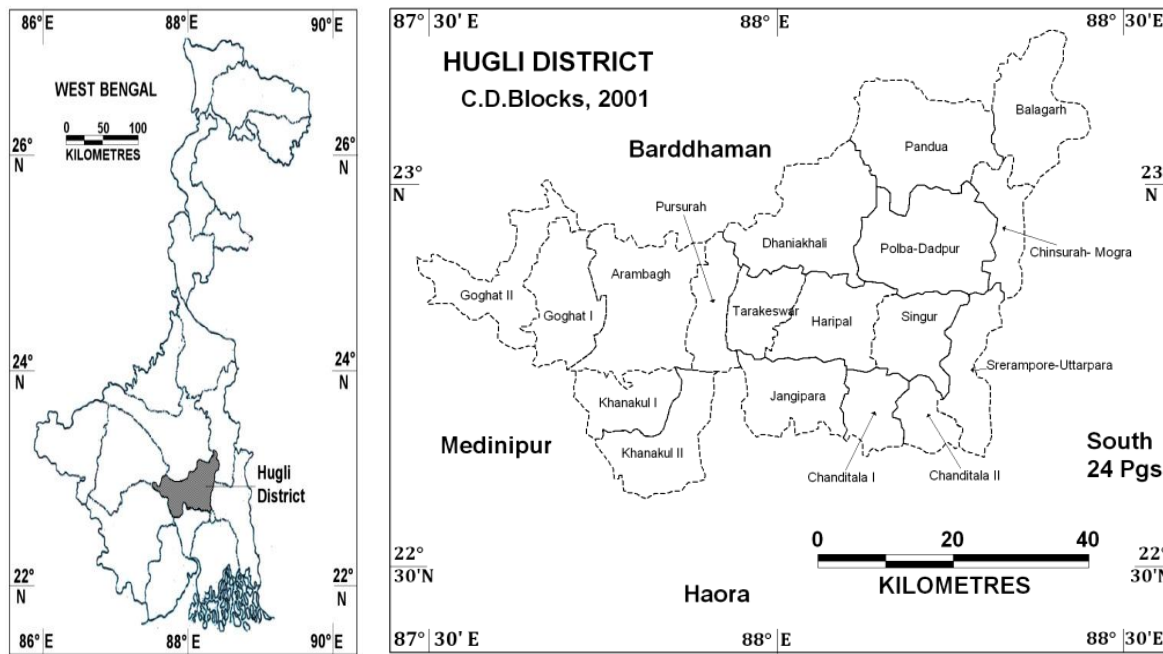 86° E
88° E
90° E
WEST BENGAL
0 50 100
KILOMETRES
26°
N
26°
N
24°
N
24°
N
Hugli
District
22°
N
22°
N
86° E
88° E
90° E
87° 30' E
88° E
88° 30' E
HUGLI DISTRICT
C.D.Blocks, 2001
Balagarh
Pandua
Barddhaman
23°
N
23°
N
Pursurah
Dhaniakhali
Polba-Dadpur
Chinsurah- Mogra
Arambagh
Goghat II
Goghat I
Tarakeswar
Haripal
Singur
Srerampore-Uttarpara
Khanakul I
Jangipara
Medinipur
Khanakul II
Chanditala I
Chanditala II
South
24 Pgs
0 20 40
KILOMETRES
22°
30'N
22°
30'N
Haora
87° 30' E
88° E
88° 30' E